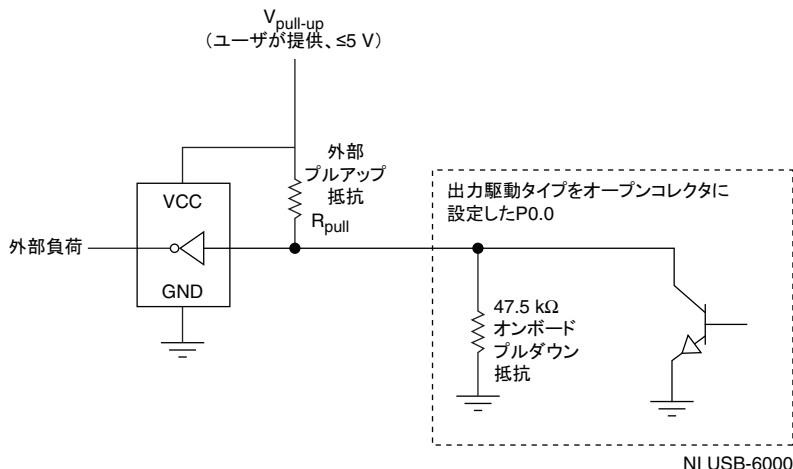 Vpull-up
（ユーザが提供、≤5 V）
外部
プルアップ
抵抗
Rpull
VCC
GND
外部負荷
出力駆動タイプをオープンコレクタに
設定したP0.0
47.5 kΩ
オンボード
プルダウン
抵抗
NI USB-6000